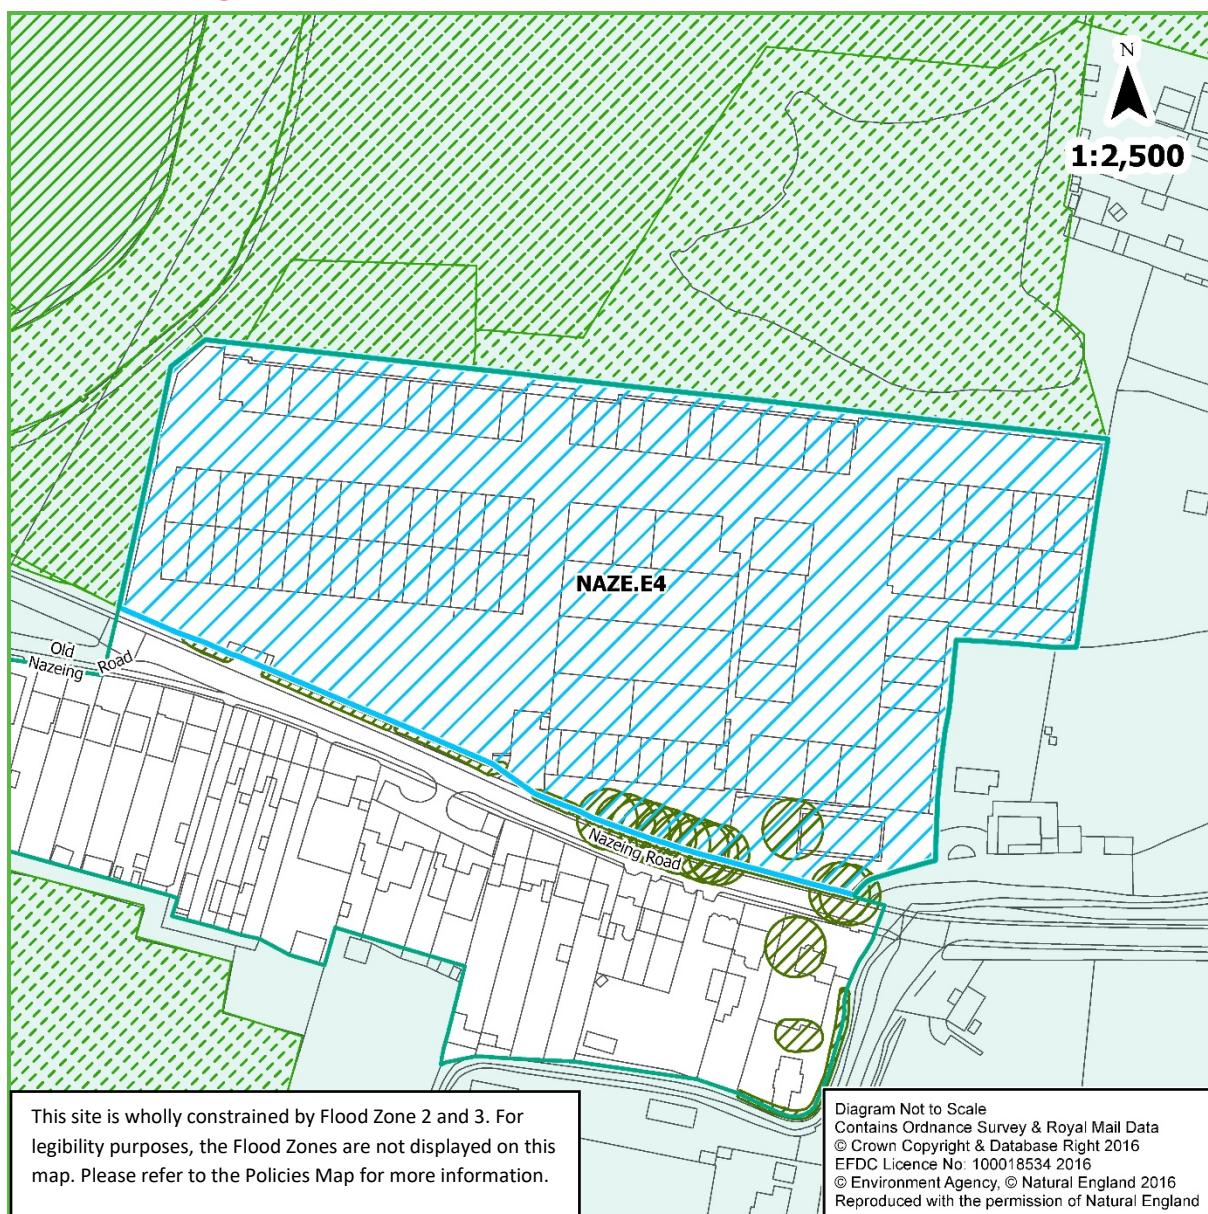 N
1:2,500
NAZE.E4
Old
Nazeing Road
Nazeing Road
This site is wholly constrained by Flood Zone 2 and 3. For
legibility purposes, the Flood Zones are not displayed on this
map. Please refer to the Policies Map for more information.
Diagram Not to Scale
Contains Ordnance Survey & Royal Mail Data
© Crown Copyright & Database Right 2016
EFDC Licence No: 100018534 2016
© Environment Agency, © Natural England 2016
Reproduced with the permission of Natural England